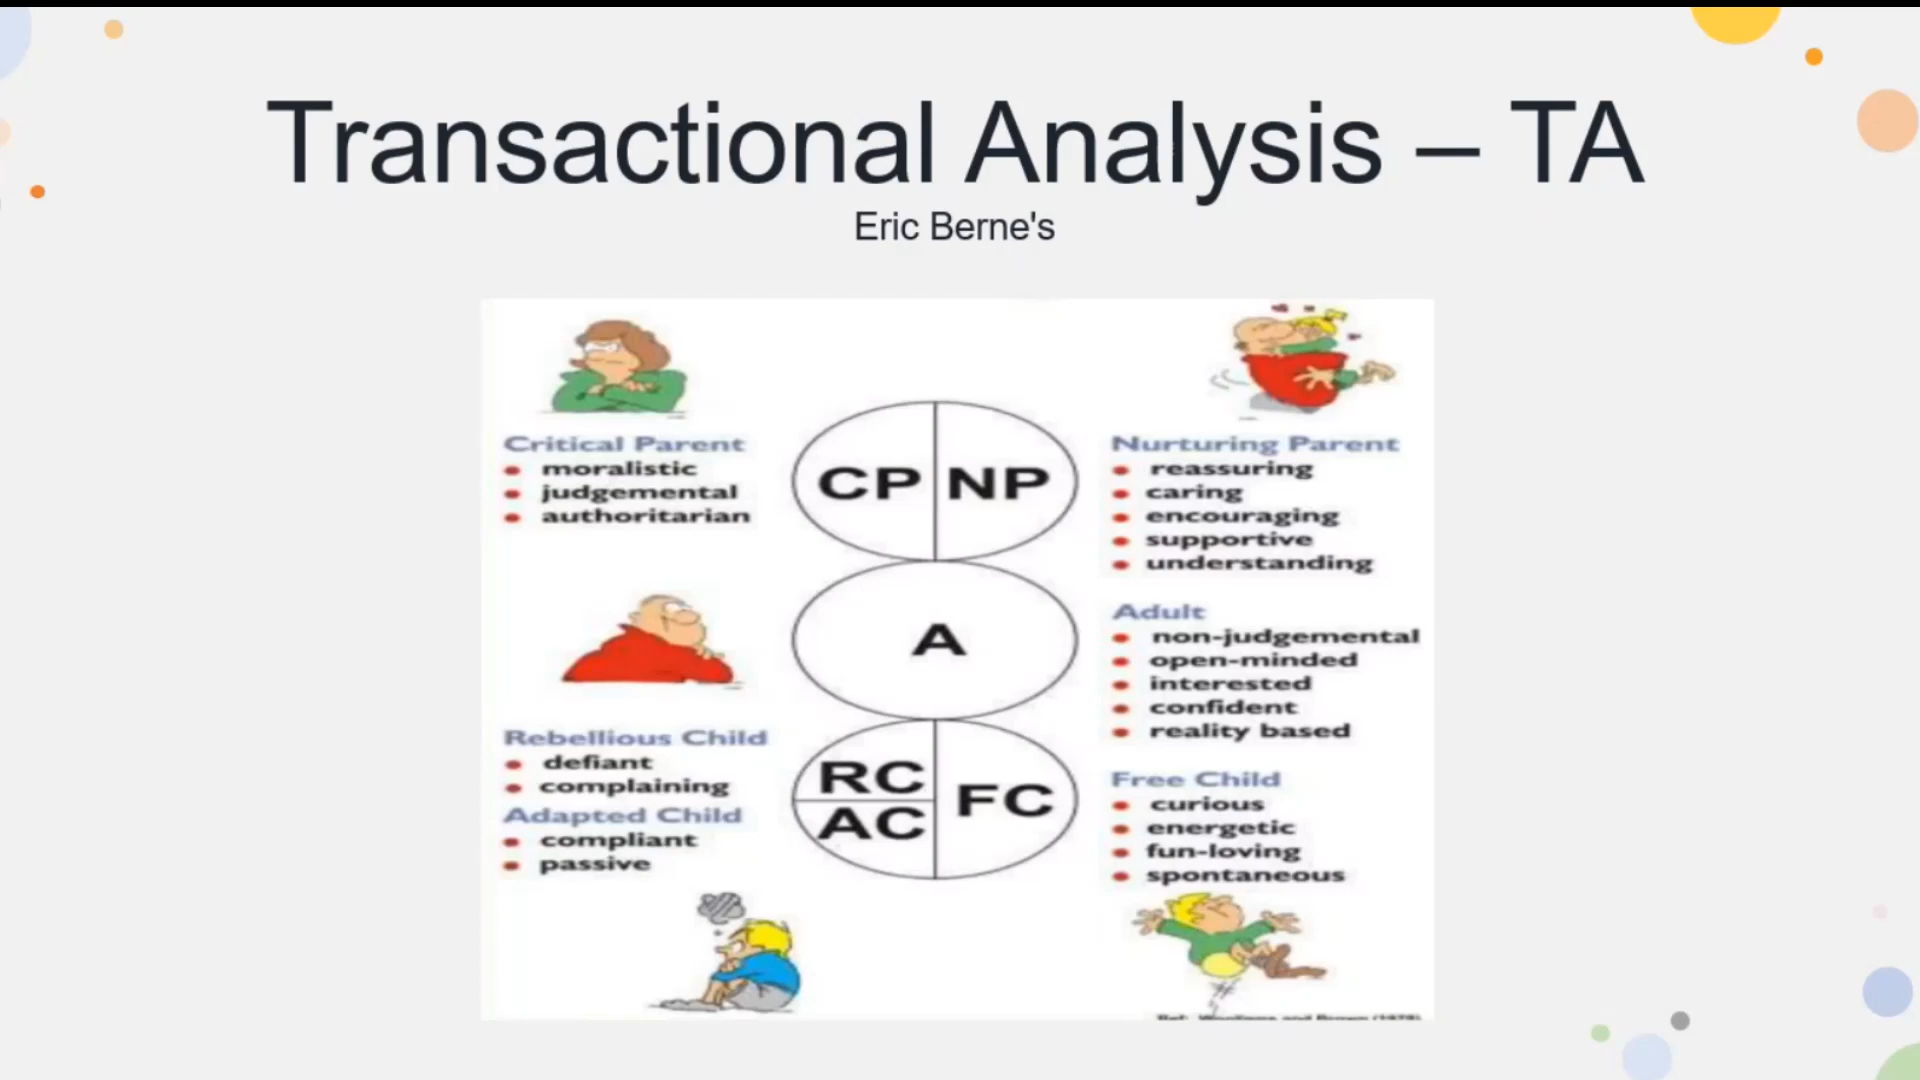 Transactional Analysis – TA
Eric Berne's
Critical Parent
moralistic
judgemental
authoritarian
CP NP
Nurturing Parent
reassuring
caring
encouraging
supportive
understanding
A
Adult
non-judgemental
open-minded
interested
confident
reality based
Rebellious Child
defiant
complaining
Adapted Child
compliant
passive
RC
AC
FC
Free Child
curious
energetic
fun-loving
spontaneous